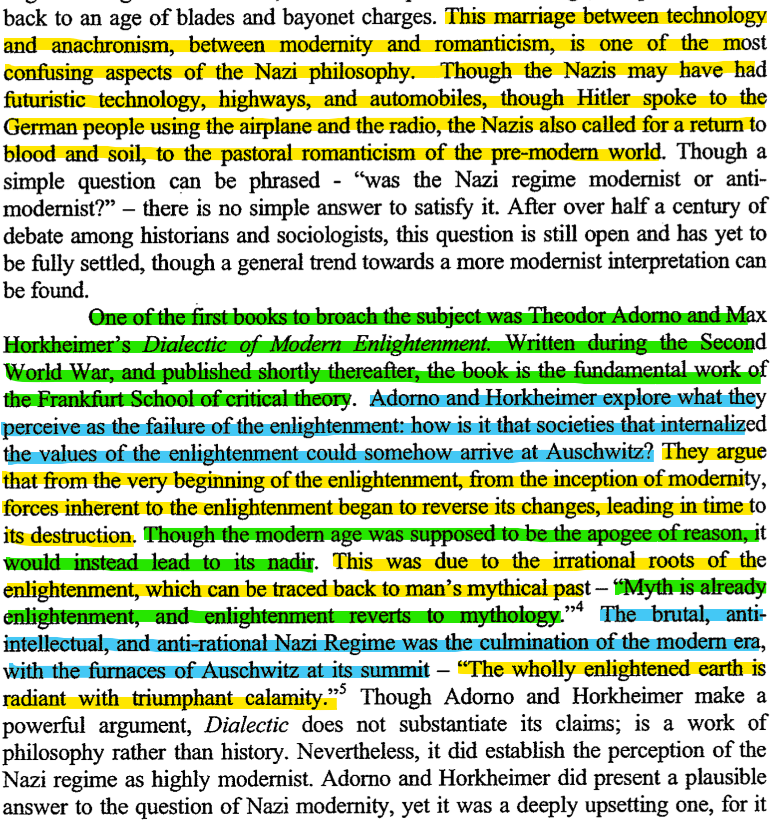 back to an age of blades and bayonet charges. This marriage between technology
and anachronism, between modernity and romanticism, is one of the most
confusing aspects of the Nazi philosophy. Though the Nazis may have had
futuristic technology, highways, and automobiles, though Hitler spoke to the
German people using the airplane and the radio, the Nazis also called for a return to
blood and soil, to the pastoral romanticism of the pre-modern world. Though a
simple question can be phrased - “was the Nazi regime modernist or anti-
modernist?” – there is no simple answer to satisfy it. After over half a century of
debate among historians and sociologists, this question is still open and has yet to
be fully settled, though a general trend towards a more modernist interpretation can
be found.
One of the first books to broach the subject was Theodor Adorno and Max
Horkheimer’s Dialectic of Modern Enlightenment. Written during the Second
World War, and published shortly thereafter, the book is the fundamental work of
the Frankfurt School of critical theory. Adorno and Horkheimer explore what they
perceive as the failure of the enlightenment: how is it that societies that internalized
the values of the enlightenment could somehow arrive at Auschwitz? They argue
that from the very beginning of the enlightenment, from the inception of modernity,
forces inherent to the enlightenment began to reverse its changes, leading in time to
its destruction. Though the modern age was supposed to be the apogee of reason, it
would instead lead to its nadir. This was due to the irrational roots of the
enlightenment, which can be traced back to man’s mythical past – “Myth is already
enlightenment, and enlightenment reverts to mythology.”4 The brutal, anti-
intellectual, and anti-rational Nazi Regime was the culmination of the modern era,
with the furnaces of Auschwitz at its summit – “The wholly enlightened earth is
radiant with triumphant calamity.”5 Though Adorno and Horkheimer make a
powerful argument, Dialectic does not substantiate its claims; is a work of
philosophy rather than history. Nevertheless, it did establish the perception of the
Nazi regime as highly modernist. Adorno and Horkheimer did present a plausible
answer to the question of Nazi modernity, yet it was a deeply upsetting one, for it